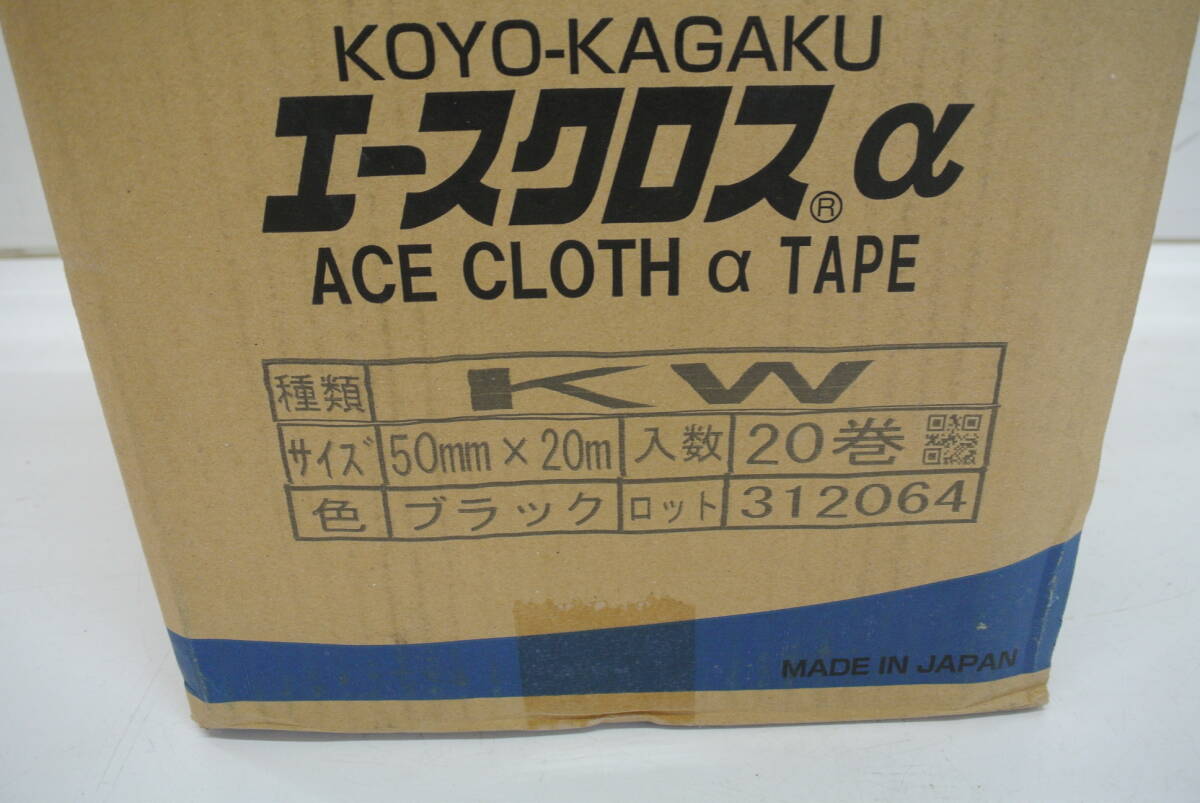 KOYO-KAGAKU
エースクロス® α
ACE CLOTH α TAPE
種類 KW
サイズ 50mm×20m 入数 20巻
色 ブラック ロット 312064
MADE IN JAPAN